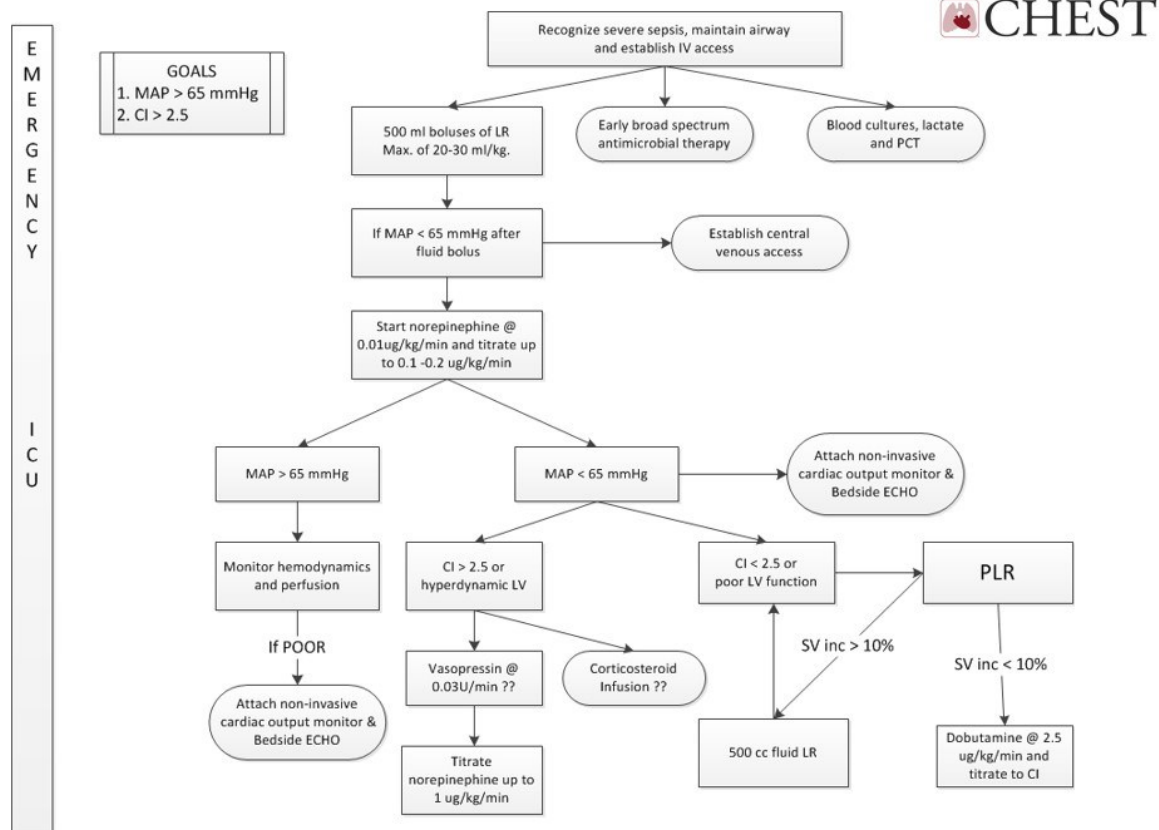 CHEST
EMERGENCY
ICU
GOALS
1. MAP > 65 mmHg
2. CI > 2.5
Recognize severe sepsis, maintain airway
and establish IV access
500 ml boluses of LR
Max. of 20-30 ml/kg.
Early broad spectrum
antimicrobial therapy
Blood cultures, lactate
and PCT
If MAP < 65 mmHg after
fluid bolus
Establish central
venous access
Start norepinephine @
0.01ug/kg/min and titrate up
to 0.1 -0.2 ug/kg/min
MAP > 65 mmHg
MAP < 65 mmHg
Attach non-invasive
cardiac output monitor &
Bedside ECHO
Monitor hemodynamics
and perfusion
CI > 2.5 or
hyperdynamic LV
CI < 2.5 or
poor LV function
PLR
If POOR
SV inc > 10%
SV inc < 10%
Attach non-invasive
cardiac output monitor &
Bedside ECHO
Vasopressin @
0.03U/min ??
Corticosteroid
Infusion ??
Titrate
norepinephine up to
1 ug/kg/min
500 cc fluid LR
Dobutamine @ 2.5
ug/kg/min and
titrate to CI